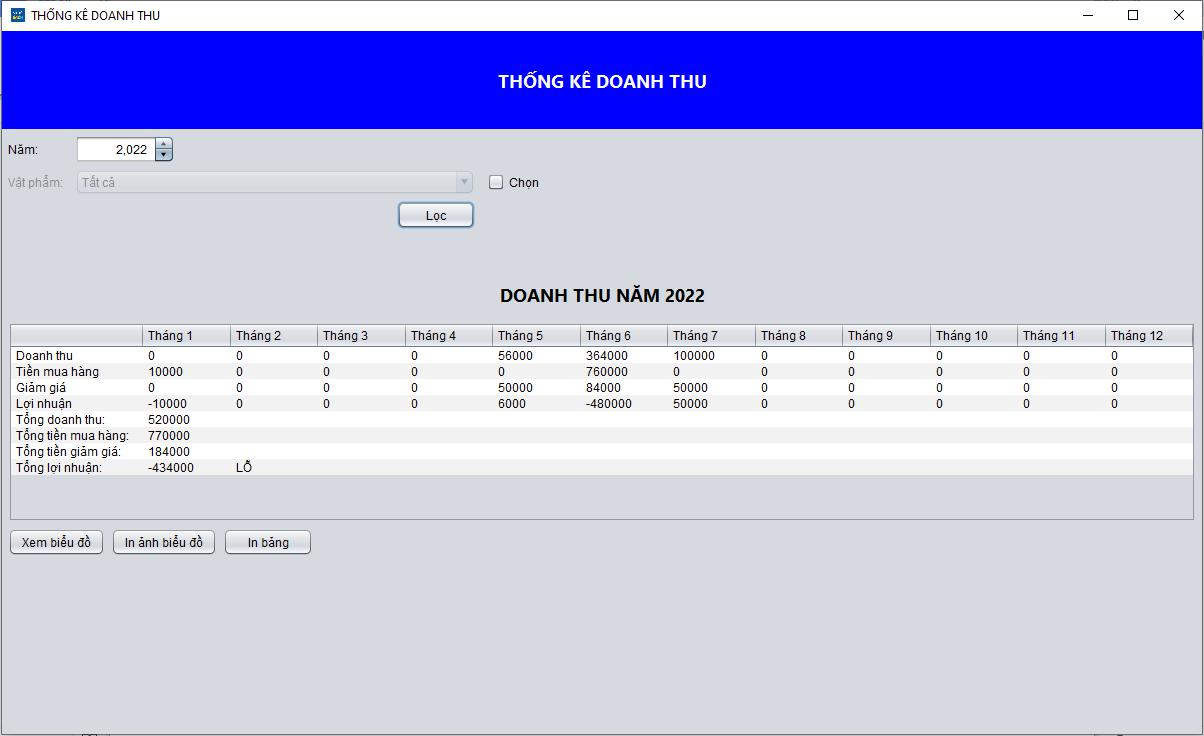 THỐNG KÊ DOANH THU
THỐNG KÊ DOANH THU
Năm: 2,022
Vật phẩm: Tất cả Chọn
Lọc
DOANH THU NĂM 2022
Tháng 1 Tháng 2 Tháng 3 Tháng 4 Tháng 5 Tháng 6 Tháng 7 Tháng 8 Tháng 9 Tháng 10 Tháng 11 Tháng 12
Doanh thu 0 0 0 0 56000 364000 100000 0 0 0 0 0
Tiền mua hàng 10000 0 0 0 0 760000 0 0 0 0 0 0
Giảm giá 0 0 0 0 50000 84000 50000 0 0 0 0 0
Lợi nhuận -10000 0 0 0 6000 -480000 50000 0 0 0 0 0
Tổng doanh thu: 520000
Tổng tiền mua hàng: 770000
Tổng tiền giảm giá: 184000
Tổng lợi nhuận: -434000 LỖ
Xem biểu đồ In ảnh biểu đồ In bảng